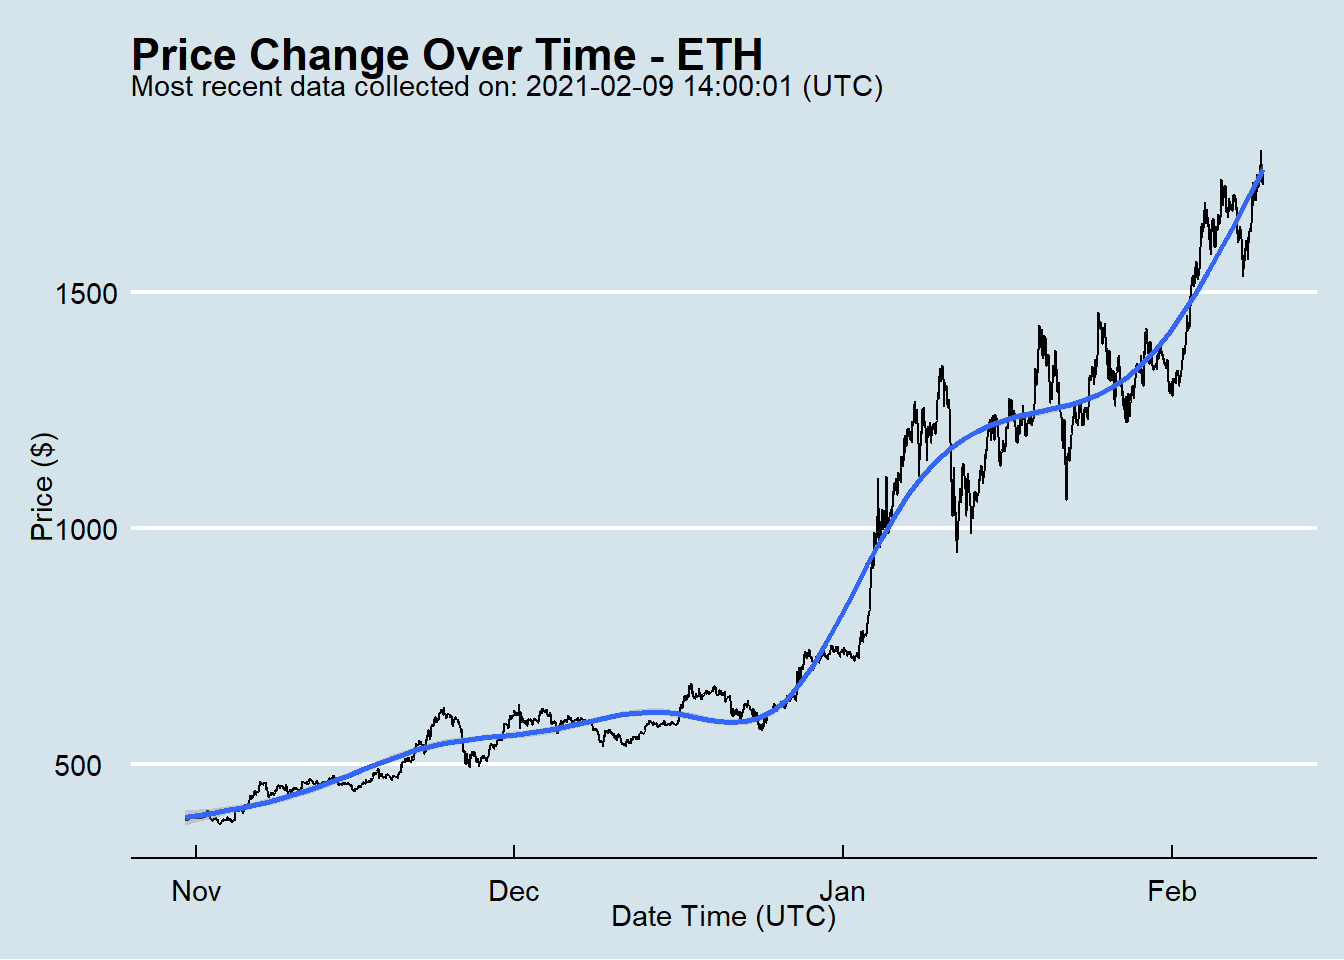 Price Change Over Time - ETH
Most recent data collected on: 2021-02-09 14:00:01 (UTC)
Price ($)
1500
1000
500
Nov Dec Jan Feb
Date Time (UTC)